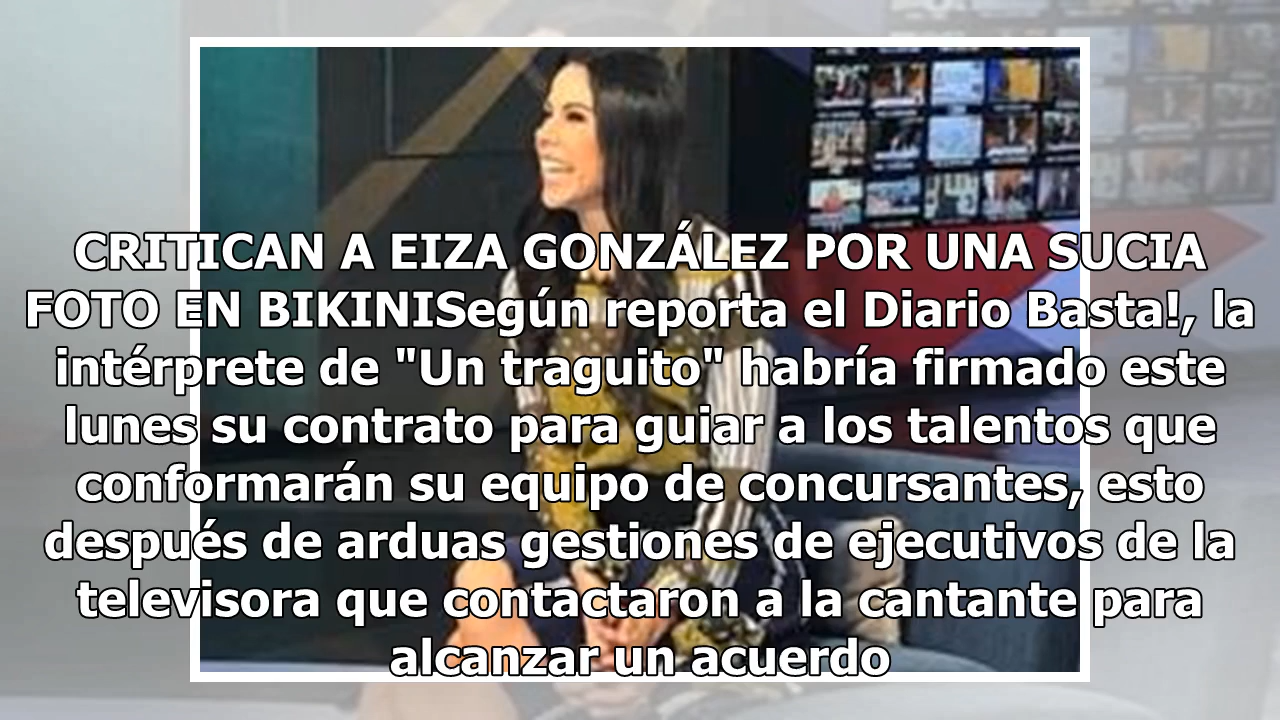 CRITICAN A EIZA GONZÁLEZ POR UNA SUCIA
FOTO EN BIKINISegún reporta el Diario Basta!, la
intérprete de "Un traguito" habría firmado este
lunes su contrato para guiar a los talentos que
conformarán su equipo de concursantes, esto
después de arduas gestiones de ejecutivos de la
televisora que contactaron a la cantante para
alcanzar un acuerdo